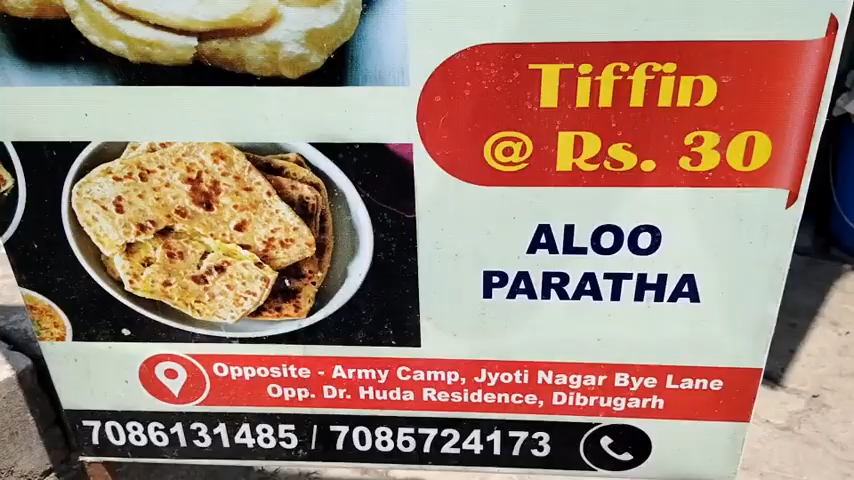 Tiffin
@ Rs. 30
ALOO
PARATHA
Opposite - Army Camp, Jyoti Nagar Bye Lane
Opp. Dr. Huda Residence, Dibrugarh
7086131485 / 7085724173